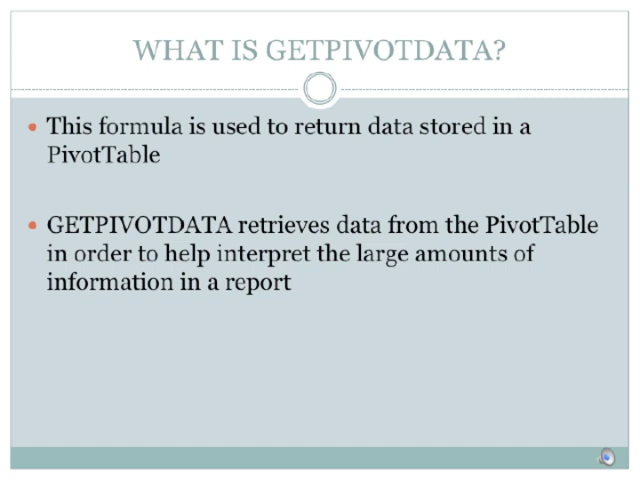 WHAT IS GETPIVOTDATA?
• This formula is used to return data stored in a
PivotTable
• GETPIVOTDATA retrieves data from the PivotTable
in order to help interpret the large amounts of
information in a report